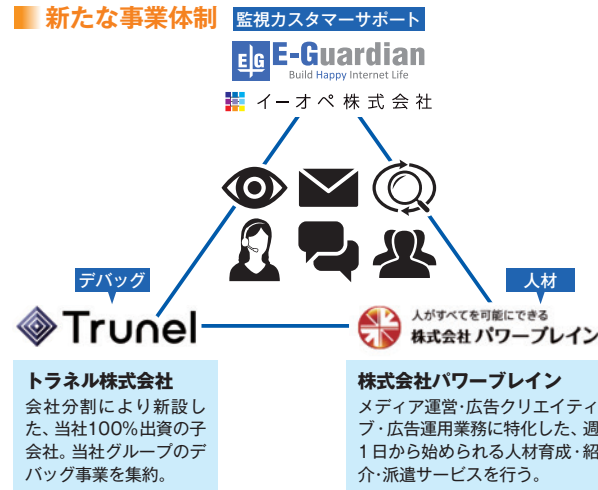 新たな事業体制
監視カスタマーサポート
EG E-Guardian
Build Happy Internet Life
イーオペ株式会社
デバッグ
人材
Trunel
人がすべてを可能にできる
株式会社パワーブレイン
トラネル株式会社
会社分割により新設し
た、当社100%出資の子
会社。当社グループのデ
バッグ事業を集約。
株式会社パワーブレイン
メディア運営・広告クリエイティ
ブ・広告運用業務に特化した、週
1日から始められる人材育成・紹
介・派遣サービスを行う。